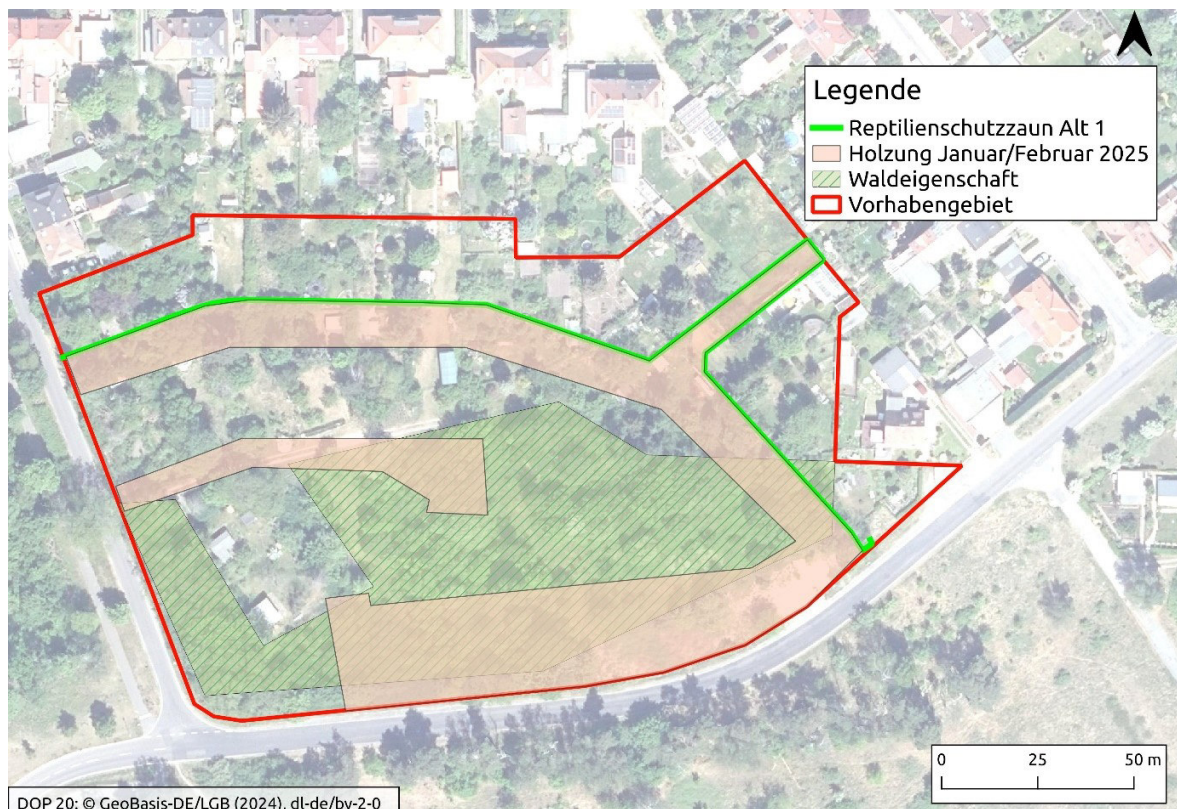 Legende
Reptilienschutzzaun Alt 1
Holzung Januar/Februar 2025
Waldeigenschaft
Vorhabengebiet
0 25 50 m
DOP 20: © GeoBasis-DE/LGB (2024), dl-de/by-2-0